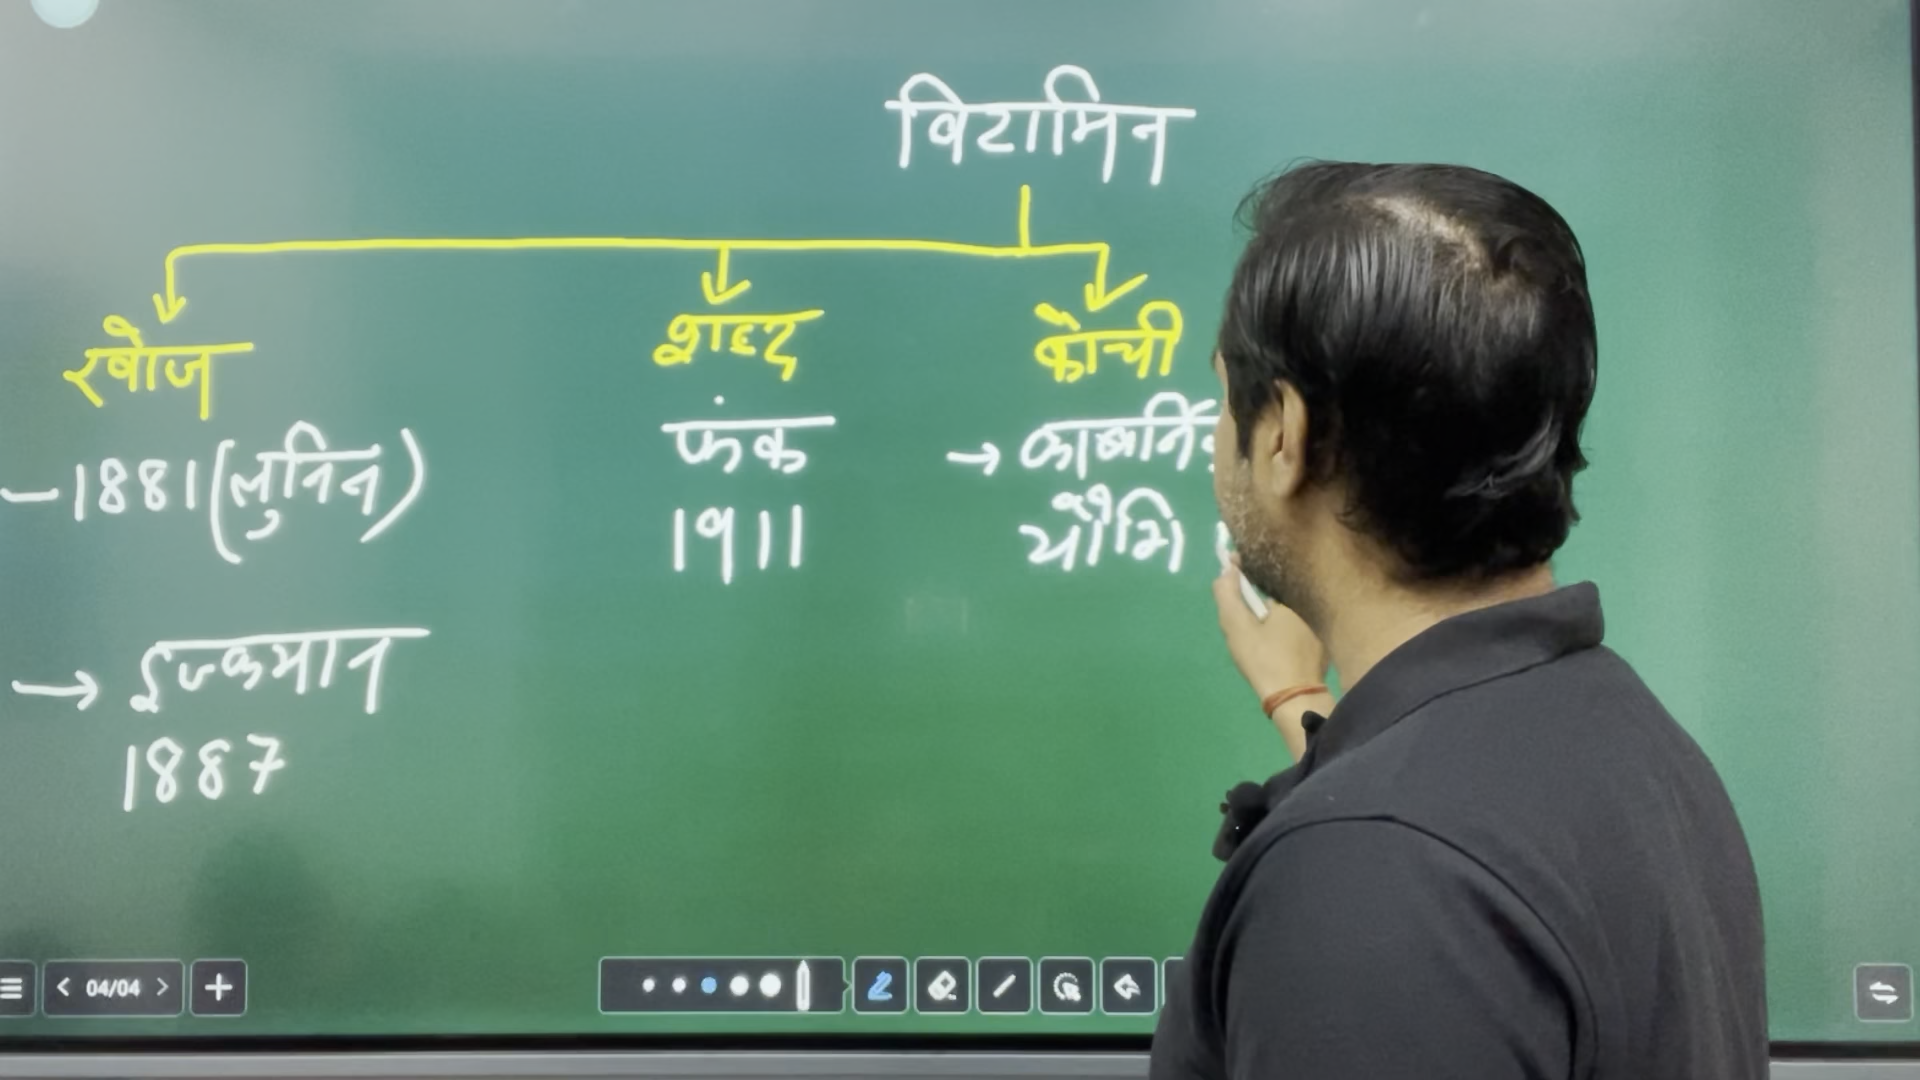 विटामिन
खोज
शब्द
– 1881 (लुनिन)
फंक
1911
→ इज्कमान
1887
04/04